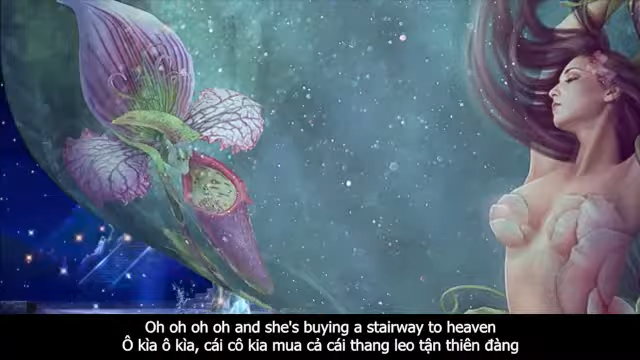 Oh oh oh oh and she's buying a stairway to heaven
Ô kìa ô kìa, cái cô kia mua cả cái thang leo tận thiên đàng